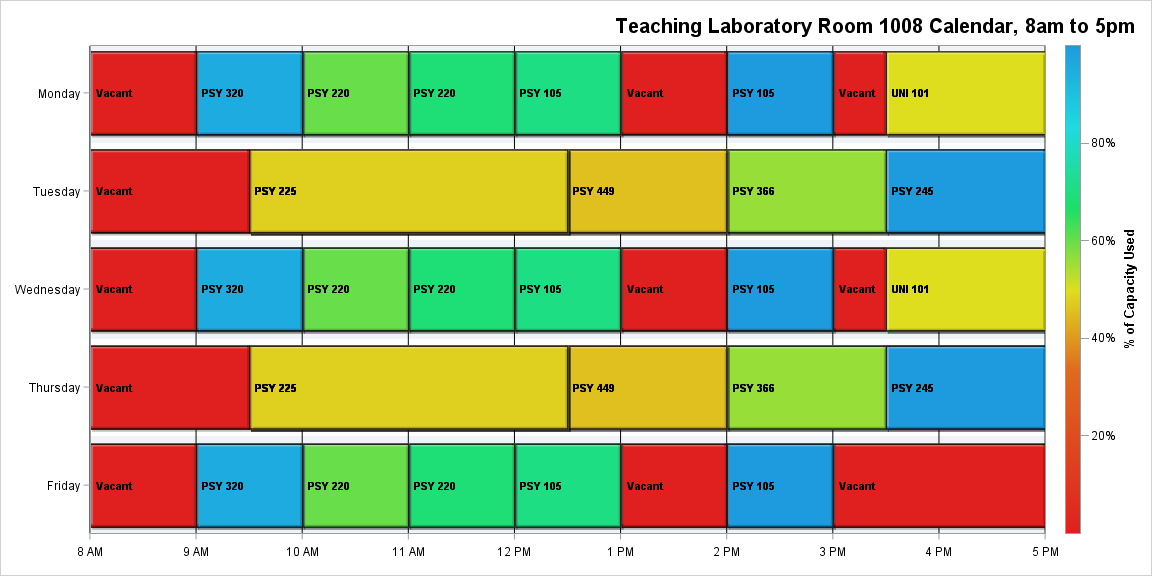 Teaching Laboratory Room 1008 Calendar, 8am to 5pm
Monday Vacant PSY 320 PSY 220 PSY 220 PSY 105 Vacant PSY 105 Vacant UNI 101
80%
Tuesday Vacant PSY 225 PSY 449 PSY 366 PSY 245
60%
Wednesday Vacant PSY 320 PSY 220 PSY 220 PSY 105 Vacant PSY 105 Vacant UNI 101
% of Capacity Used
40%
Thursday Vacant PSY 225 PSY 449 PSY 366 PSY 245
20%
Friday Vacant PSY 320 PSY 220 PSY 220 PSY 105 Vacant PSY 105 Vacant
8 AM 9 AM 10 AM 11 AM 12 PM 1 PM 2 PM 3 PM 4 PM 5 PM